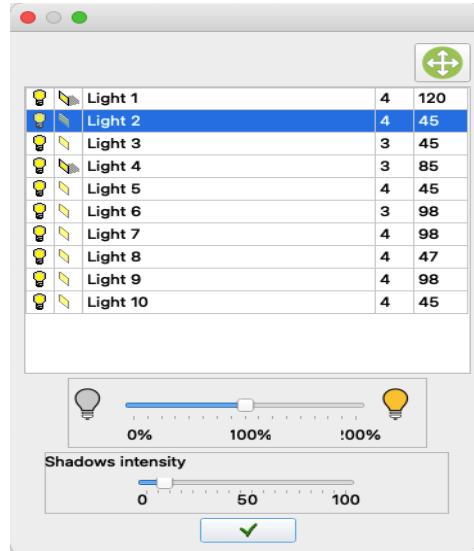 Light 1 4 120
Light 2 4 45
Light 3 3 45
Light 4 3 85
Light 5 4 45
Light 6 3 98
Light 7 4 98
Light 8 4 47
Light 9 4 98
Light 10 4 45
0% 100% :00%
Shadows intensity
0 50 100